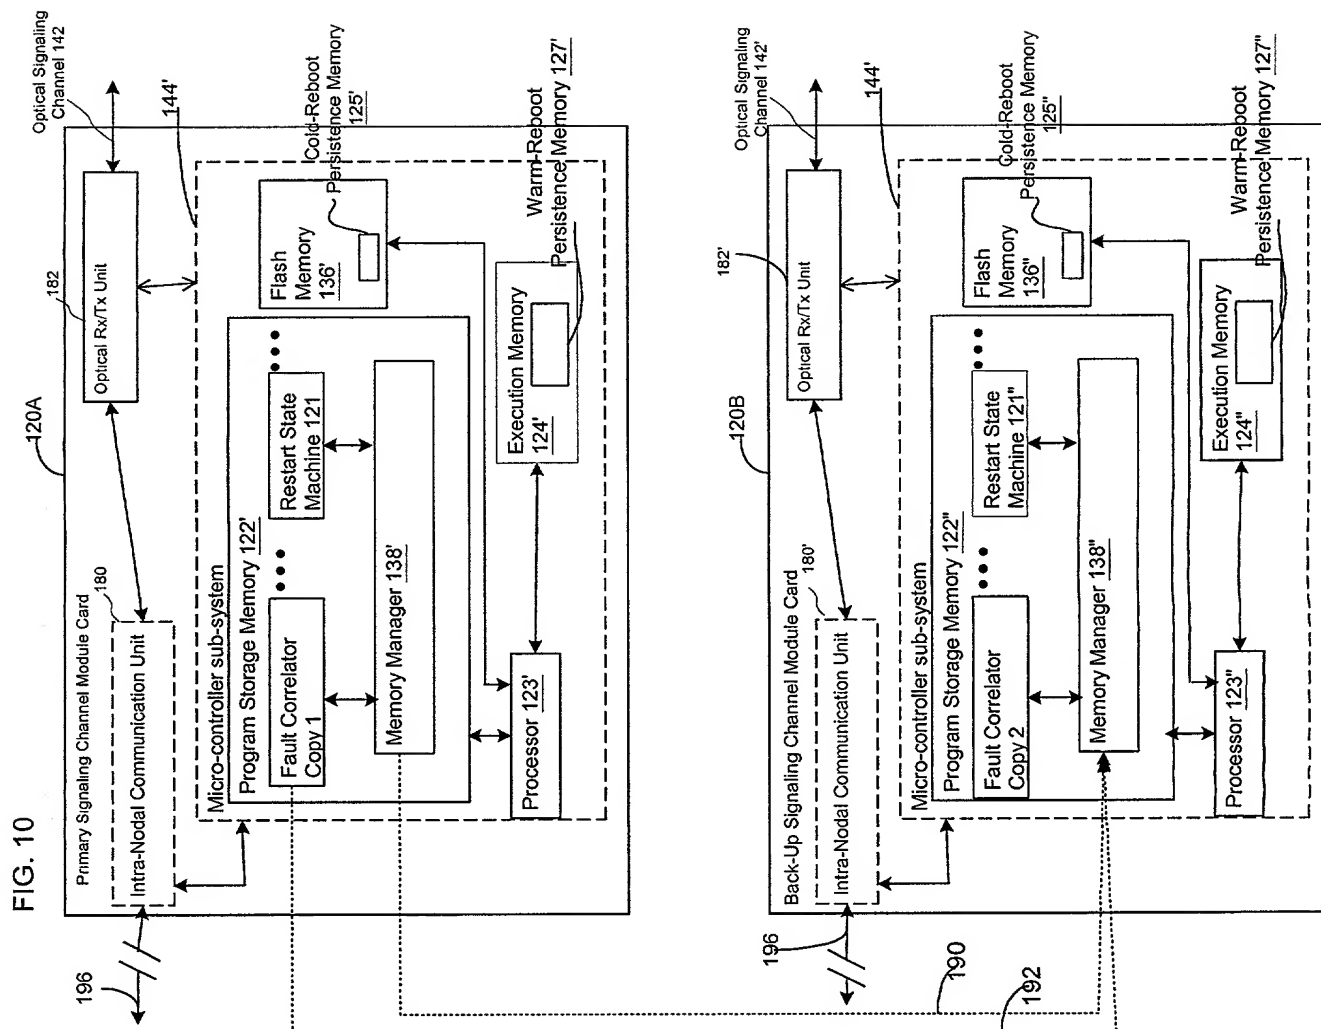 FIG. 10
Primary Signaling Channel Module Card
120A
180
Intra-Nodal Communication Unit
196
182
Optical Rx/Tx Unit
Optical Signaling
Channel 142
144'
Micro-controller sub-system
Program Storage Memory 122'
Fault Correlator
Copy 1
Restart State
Machine 121
Memory Manager 138'
Processor 123'
Flash
Memory
136'
Cold-Reboot
Persistence Memory
125'
Execution Memory
124'
Warm-Reboot
Persistence Memory 127'
Back-Up Signaling Channel Module Card
120B
180'
Intra-Nodal Communication Unit
196
182'
Optical Rx/Tx Unit
Optical Signaling
Channel 142'
144'
Micro-controller sub-system
Program Storage Memory 122"
Fault Correlator
Copy 2
Restart State
Machine 121"
Memory Manager 138"
Processor 123"
Flash
Memory
136"
Cold-Reboot
Persistence Memory
125"
Execution Memory
124"
Warm-Reboot
Persistence Memory 127"
190
192